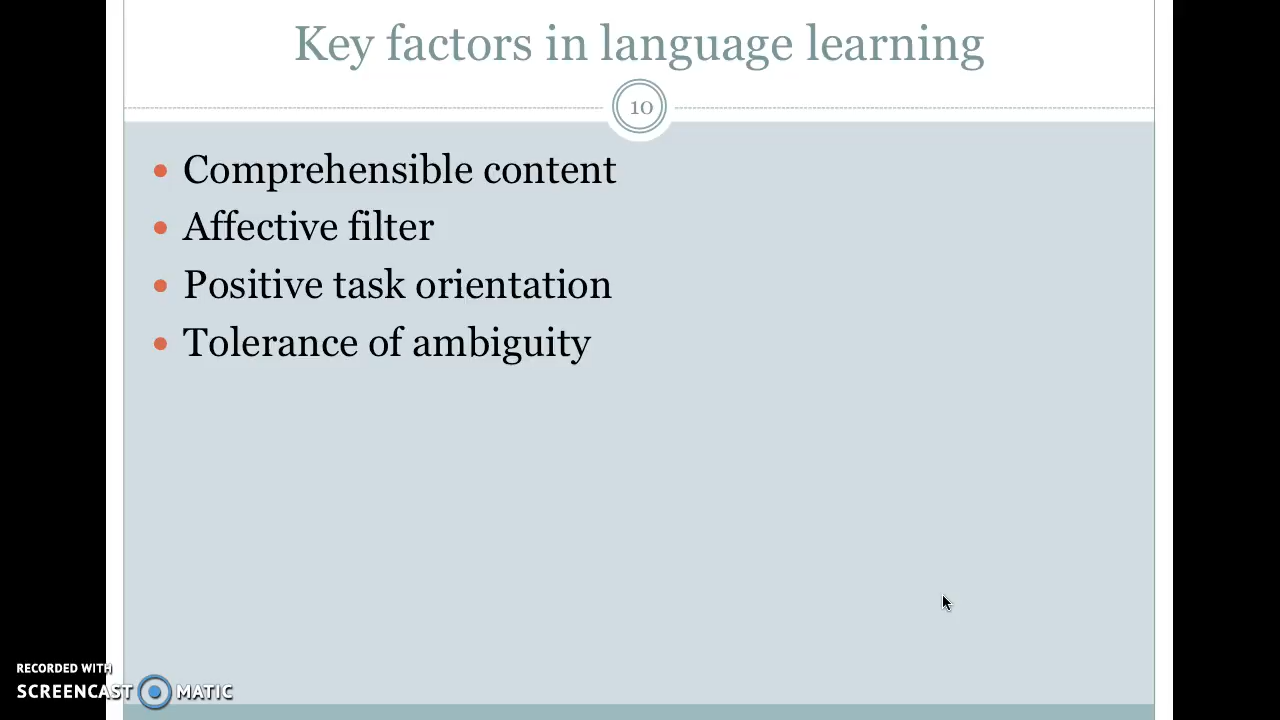 Key factors in language learning
10
Comprehensible content
Affective filter
Positive task orientation
Tolerance of ambiguity
RECORDED WITH
SCREENCAST MATIC